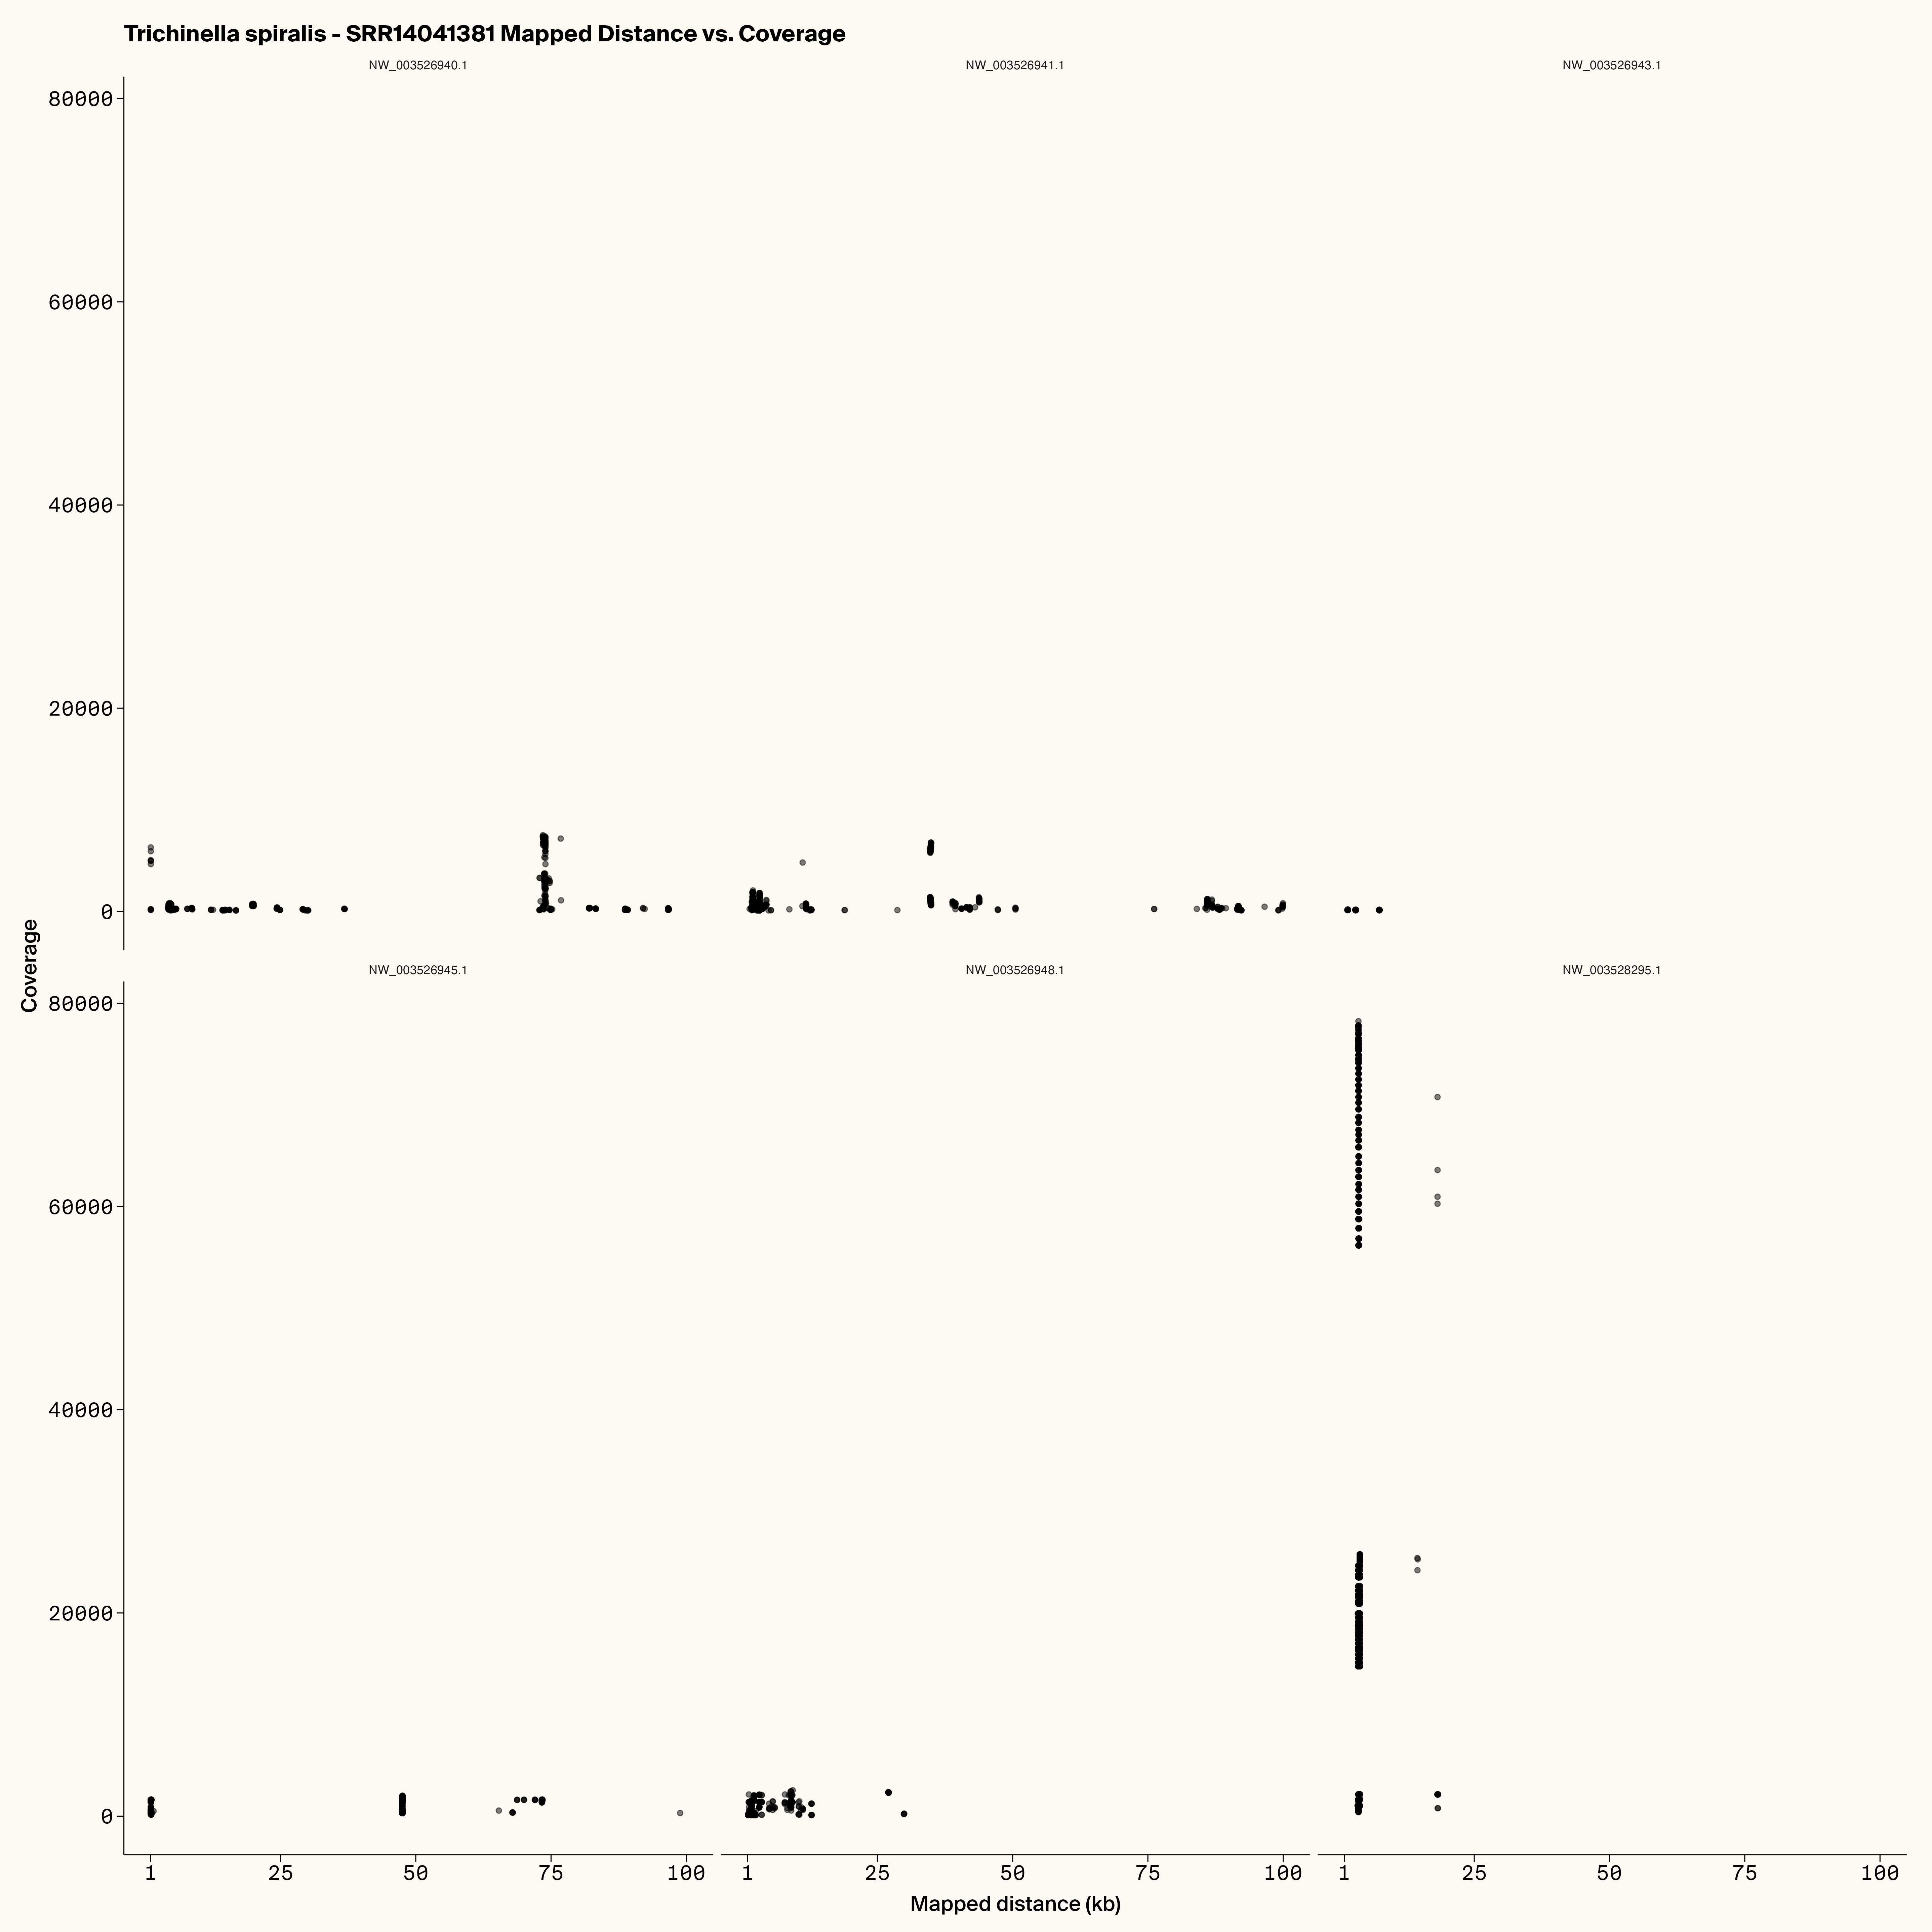 Trichinella spiralis - SRR14041381 Mapped Distance vs. Coverage
NW_003526940.1
NW_003526941.1
NW_003526943.1
80000
60000
40000
20000
0
Coverage
NW_003526945.1
NW_003526948.1
NW_003528295.1
80000
60000
40000
20000
0
1 25 50 75 100 1 25 50 75 100 1 25 50 75 100
Mapped distance (kb)